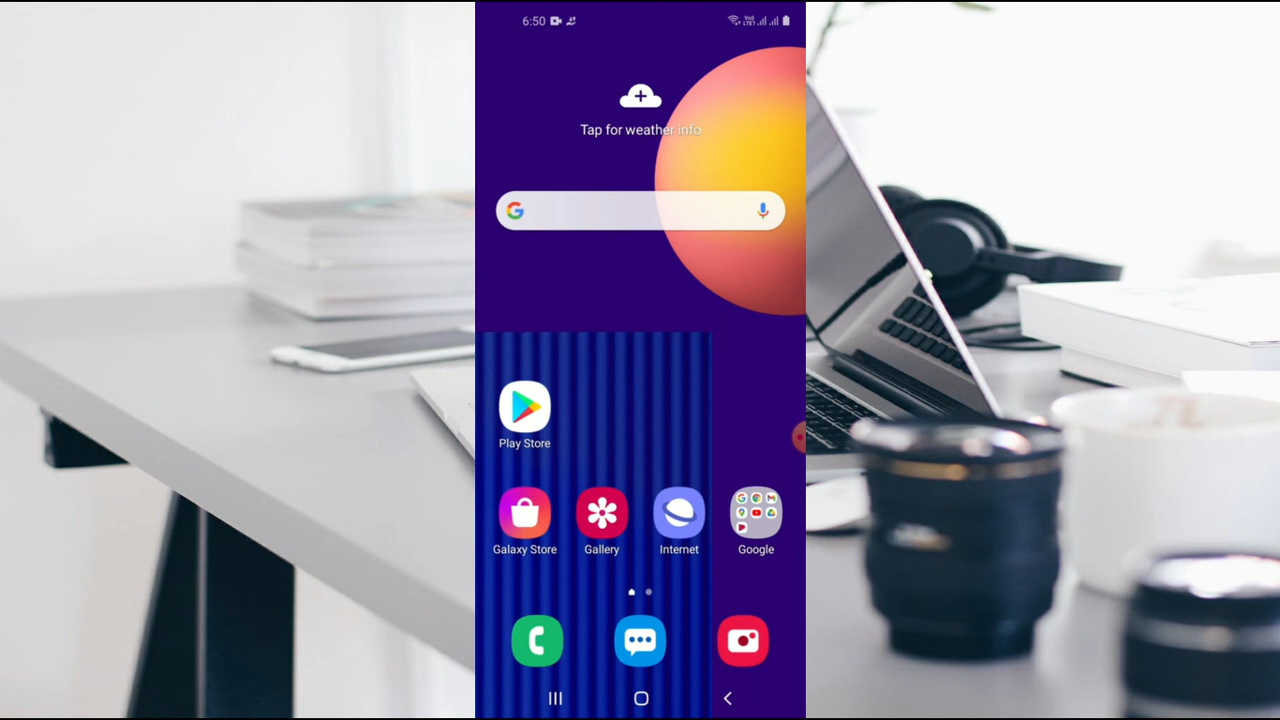 6:50
Tap for weather info
Play Store
Galaxy Store
Gallery
Internet
Google